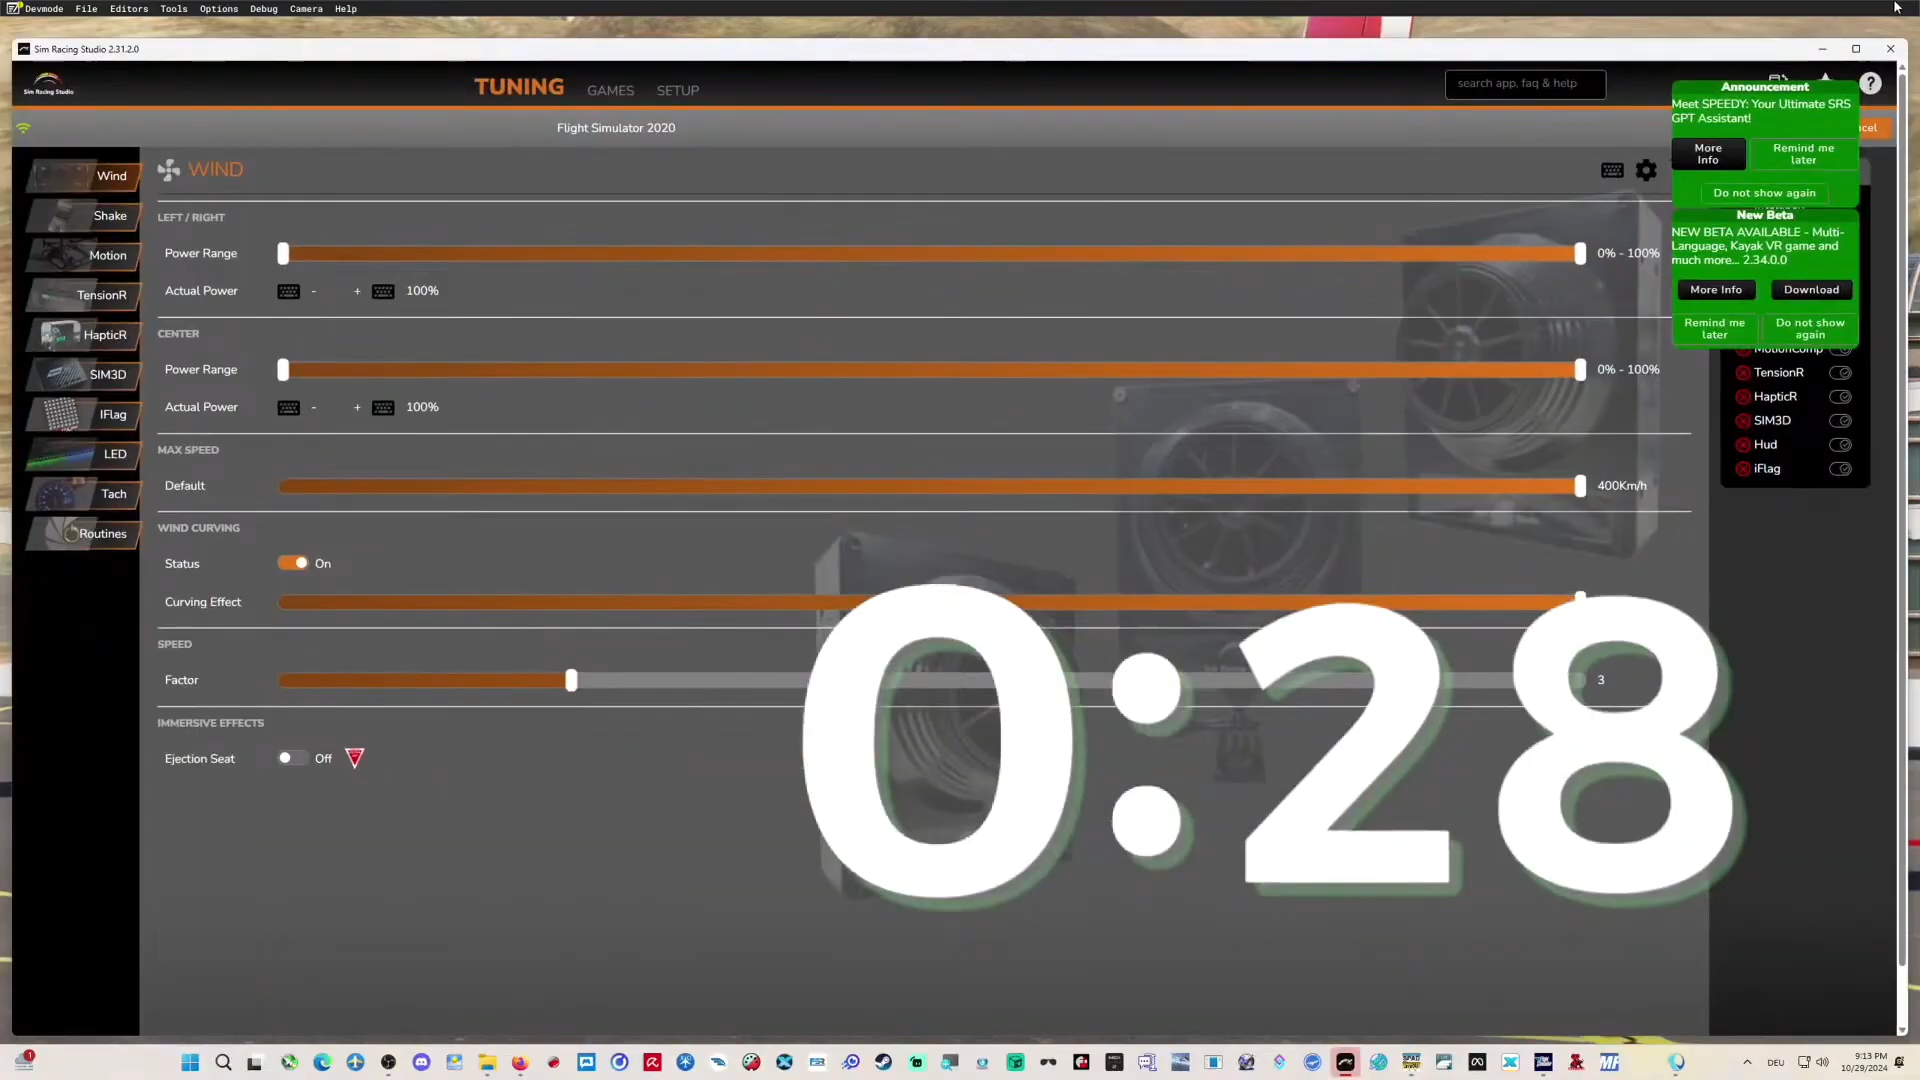 Devmode File Editors Tools Options Debug Camera Help
Sim Racing Studio 2.31.2.0
Sim Racing Studio
TUNING GAMES SETUP
search app, faq & help
?
Flight Simulator 2020
cel
Announcement
Meet SPEEDY: Your Ultimate SRS
GPT Assistant!
More
Info
Remind me
later
Do not show again
New Beta
NEW BETA AVAILABLE - Multi-
Language, Kayak VR game and
much more... 2.34.0.0
More Info
Download
Remind me
later
Do not show
again
MotionComp
TensionR
HapticR
SIM3D
Hud
iFlag
Wind
Shake
Motion
TensionR
HapticR
SIM3D
IFlag
LED
Tach
Routines
WIND
LEFT / RIGHT
Power Range 0% - 100%
Actual Power - + 100%
CENTER
Power Range 0% - 100%
Actual Power - + 100%
MAX SPEED
Default 400Km/h
WIND CURVING
Status On
Curving Effect
SPEED
Factor 3
IMMERSIVE EFFECTS
Ejection Seat Off
0:28
1
DEU
9:13 PM
10/29/2024